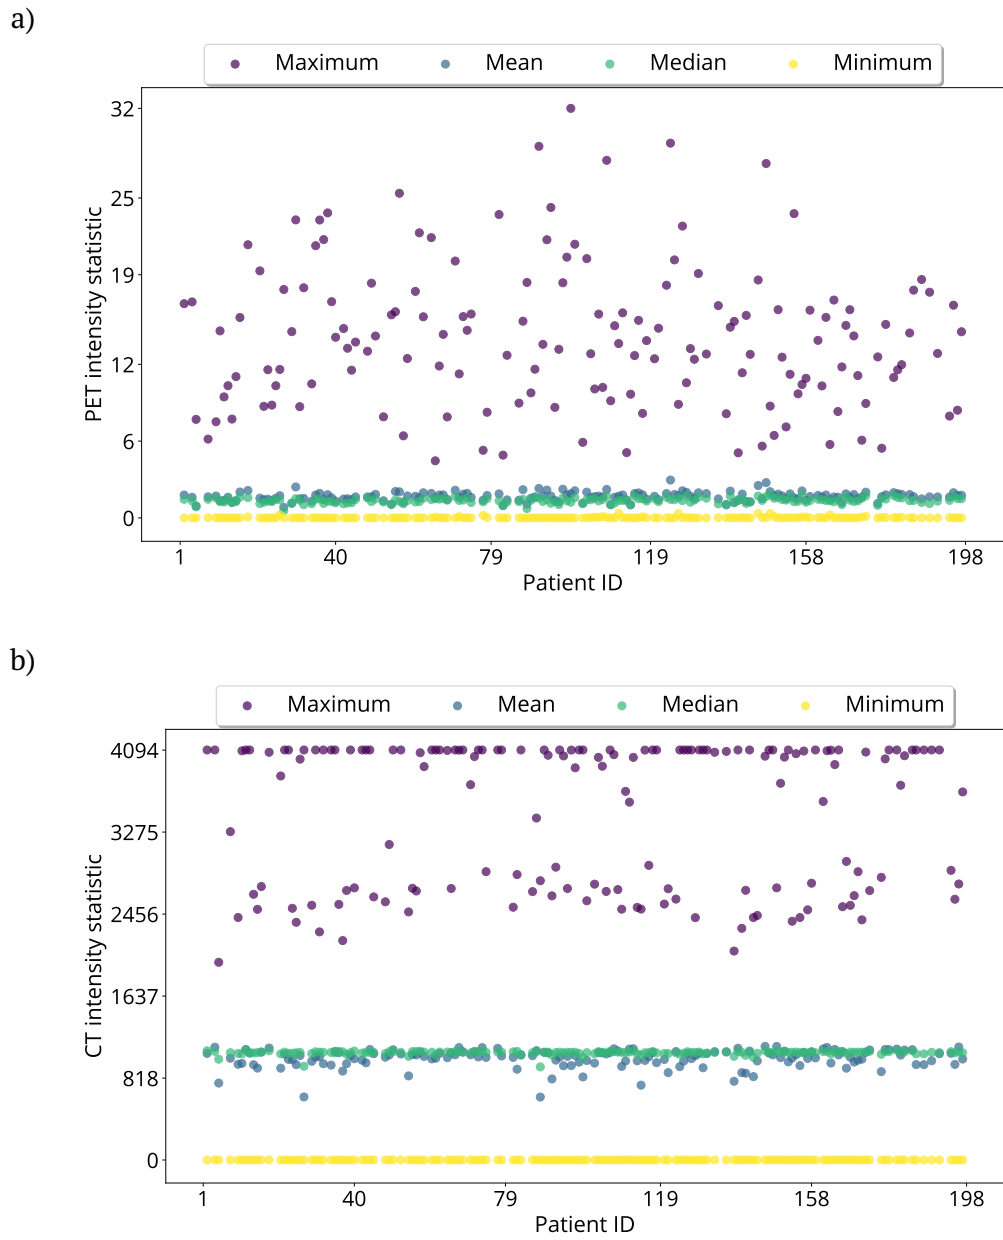 a)
Maximum Mean Median Minimum
32
25
19
12
6
0
PET intensity statistic
1 40 79 119 158 198
Patient ID
b)
Maximum Mean Median Minimum
4094
3275
2456
1637
818
0
CT intensity statistic
1 40 79 119 158 198
Patient ID